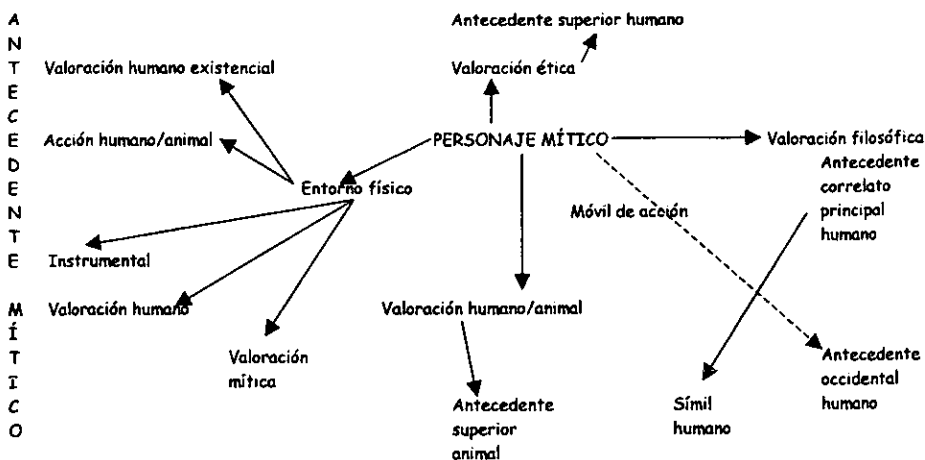 ANTECEDENTE MÍTICO
Antecedente superior humano
Valoración humano existencial
Valoración ética
Acción humano/animal
PERSONAJE MÍTICO
Valoración filosófica
Antecedente
correlato
principal
humano
Entorno físico
Móvil de acción
Instrumental
Valoración humano
Valoración humano/animal
Valoración
mítica
Antecedente
superior
animal
Símil
humano
Antecedente
occidental
humano